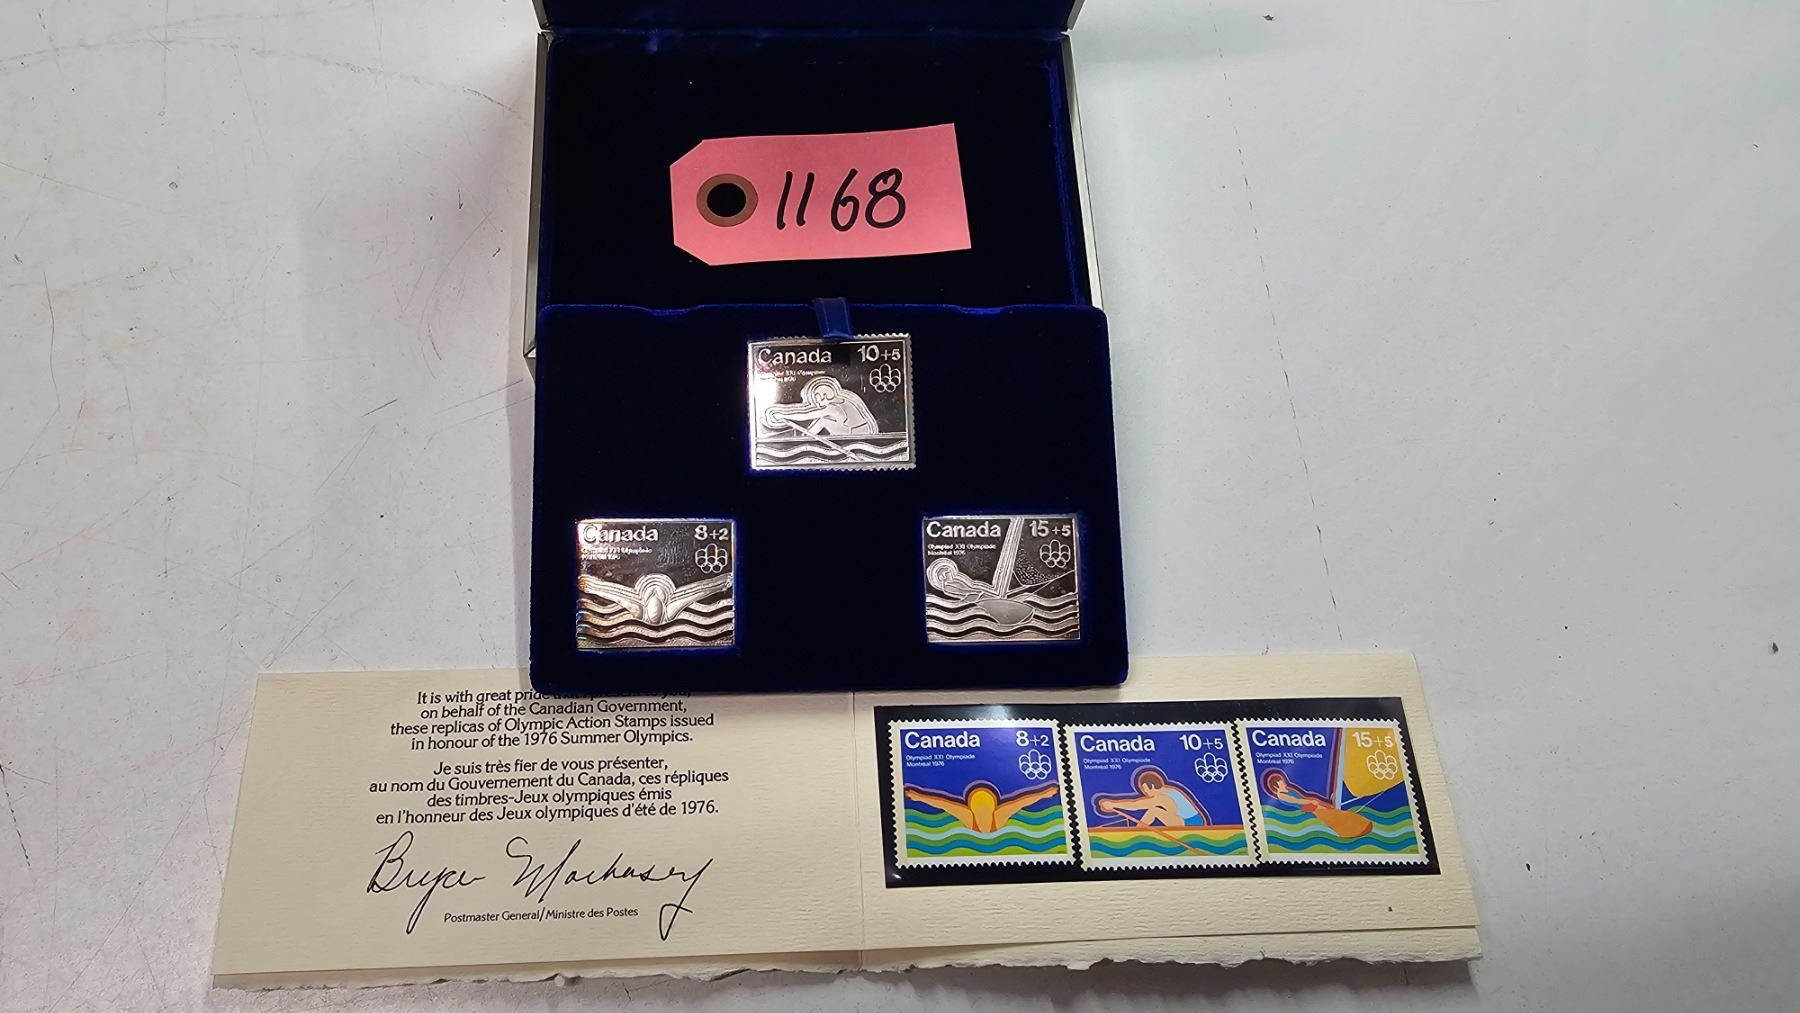 1168
Canada 10+5
Canada 8+2
Canada 15+5
Olympiad XXI Olympiade
Montréal 1976
It is with great pride
on behalf of the Canadian Government,
these replicas of Olympic Action Stamps issued
in honour of the 1976 Summer Olympics.
Je suis très fier de vous présenter,
au nom du Gouvernement du Canada, ces répliques
des timbres-Jeux olympiques émis
en l'honneur des Jeux olympiques d'été de 1976.
Postmaster General/Ministre des Postes
Canada 8+2
Olympiad XXI Olympiade
Montréal 1976
Canada 10+5
Olympiad XXI Olympiade
Montréal 1976
Canada 15+5
Olympiad XXI Olympiade
Montréal 1976